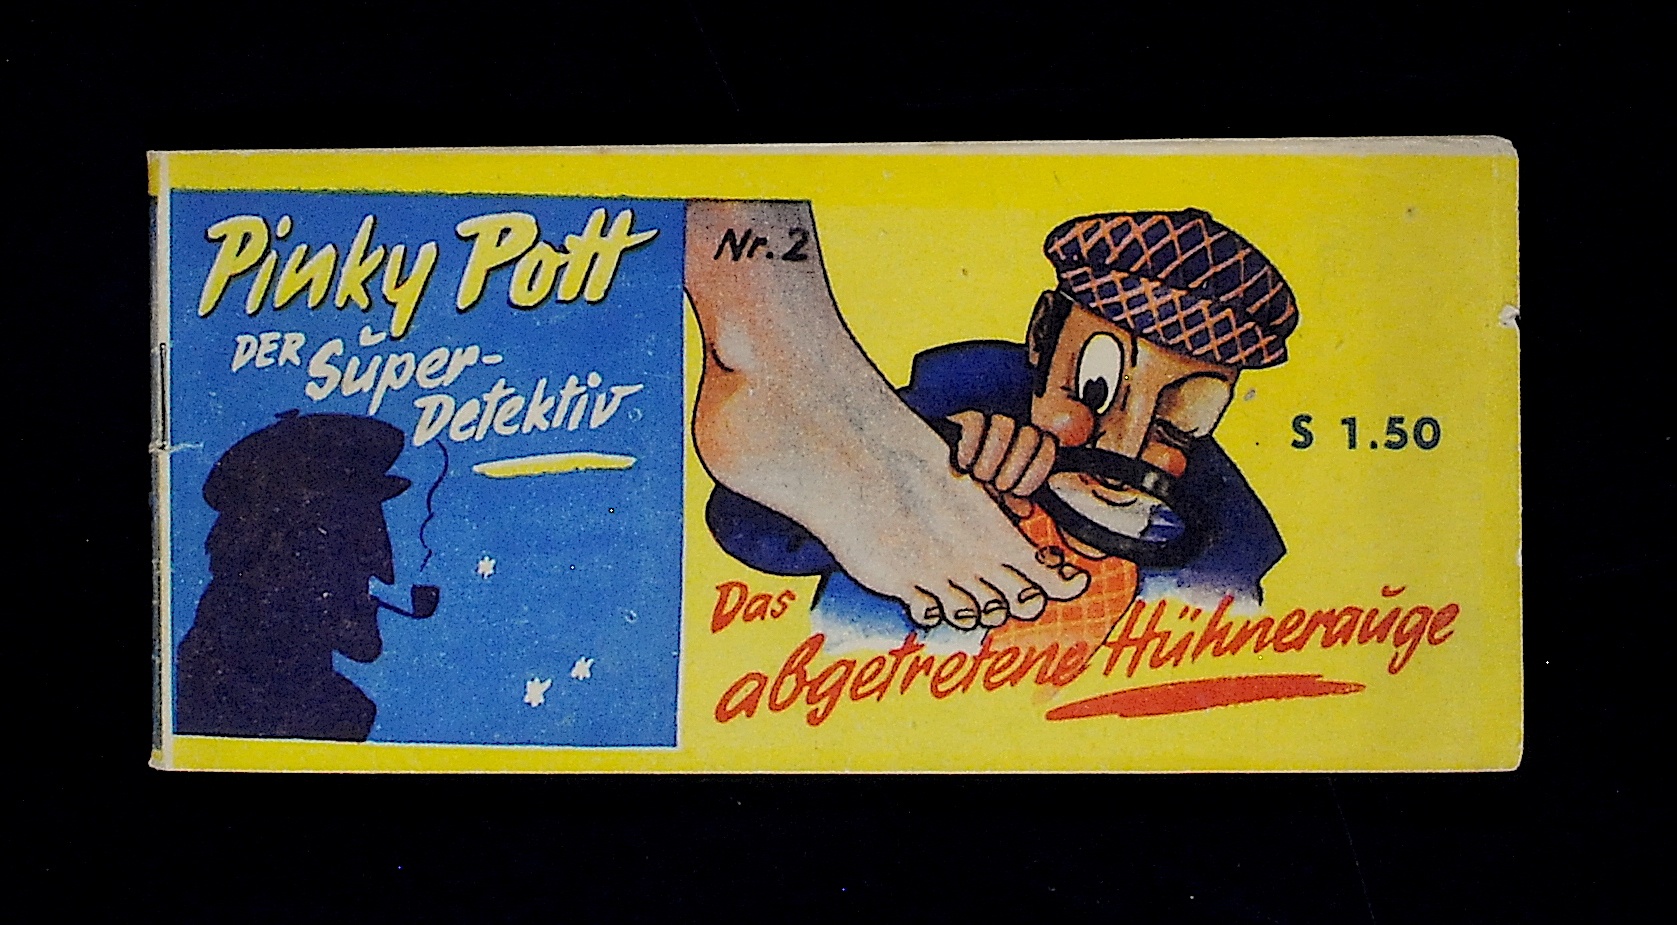 Pinky Pott
DER Super-
Detektiv
Nr. 2
S 1.50
Das
abgetretene Hühnerauge